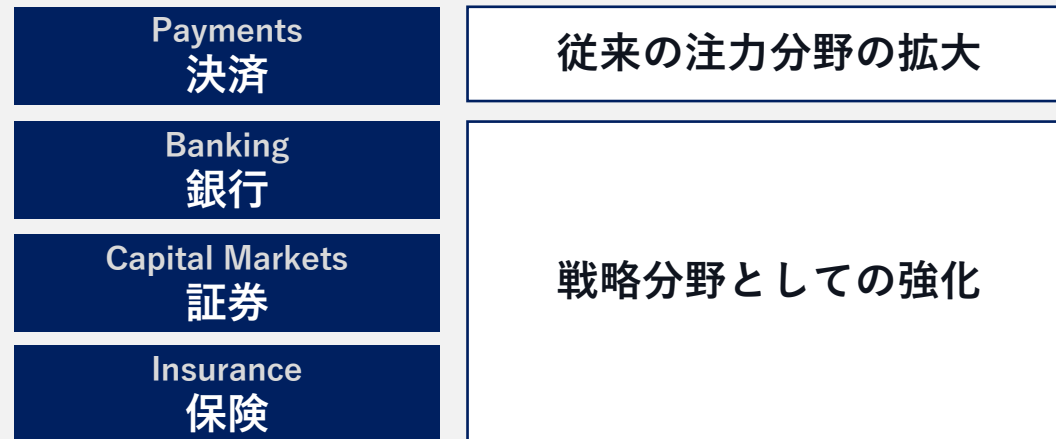 Payments
決済
従来の注力分野の拡大
Banking
銀行
Capital Markets
証券
Insurance
保険
戦略分野としての強化